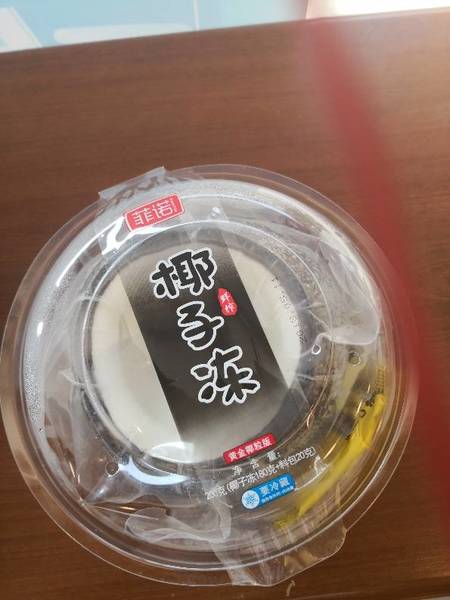 菲诺
椰子冻
鲜榨
黄金椰粒版
净含量:
200克(椰子冻180克+料包20克)
要冷藏